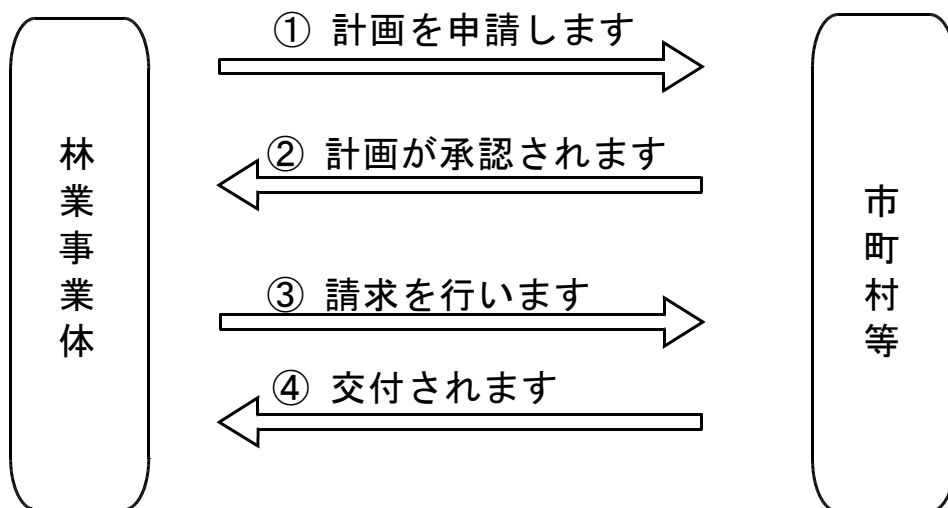 林業事業体
① 計画を申請します
② 計画が承認されます
③ 請求を行います
④ 交付されます
市町村等